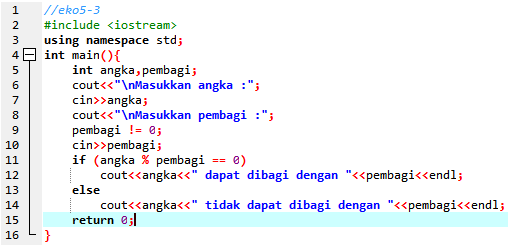 1 //eko5-3
2 #include <iostream>
3 using namespace std;
4 int main(){
5 int angka,pembagi;
6 cout<<"\nMasukkan angka :";
7 cin>>angka;
8 cout<<"\nMasukkan pembagi :";
9 pembagi != 0;
10 cin>>pembagi;
11 if (angka % pembagi == 0)
12 cout<<angka<<" dapat dibagi dengan "<<pembagi<<endl;
13 else
14 cout<<angka<<" tidak dapat dibagi dengan "<<pembagi<<endl;
15 return 0;
16 }